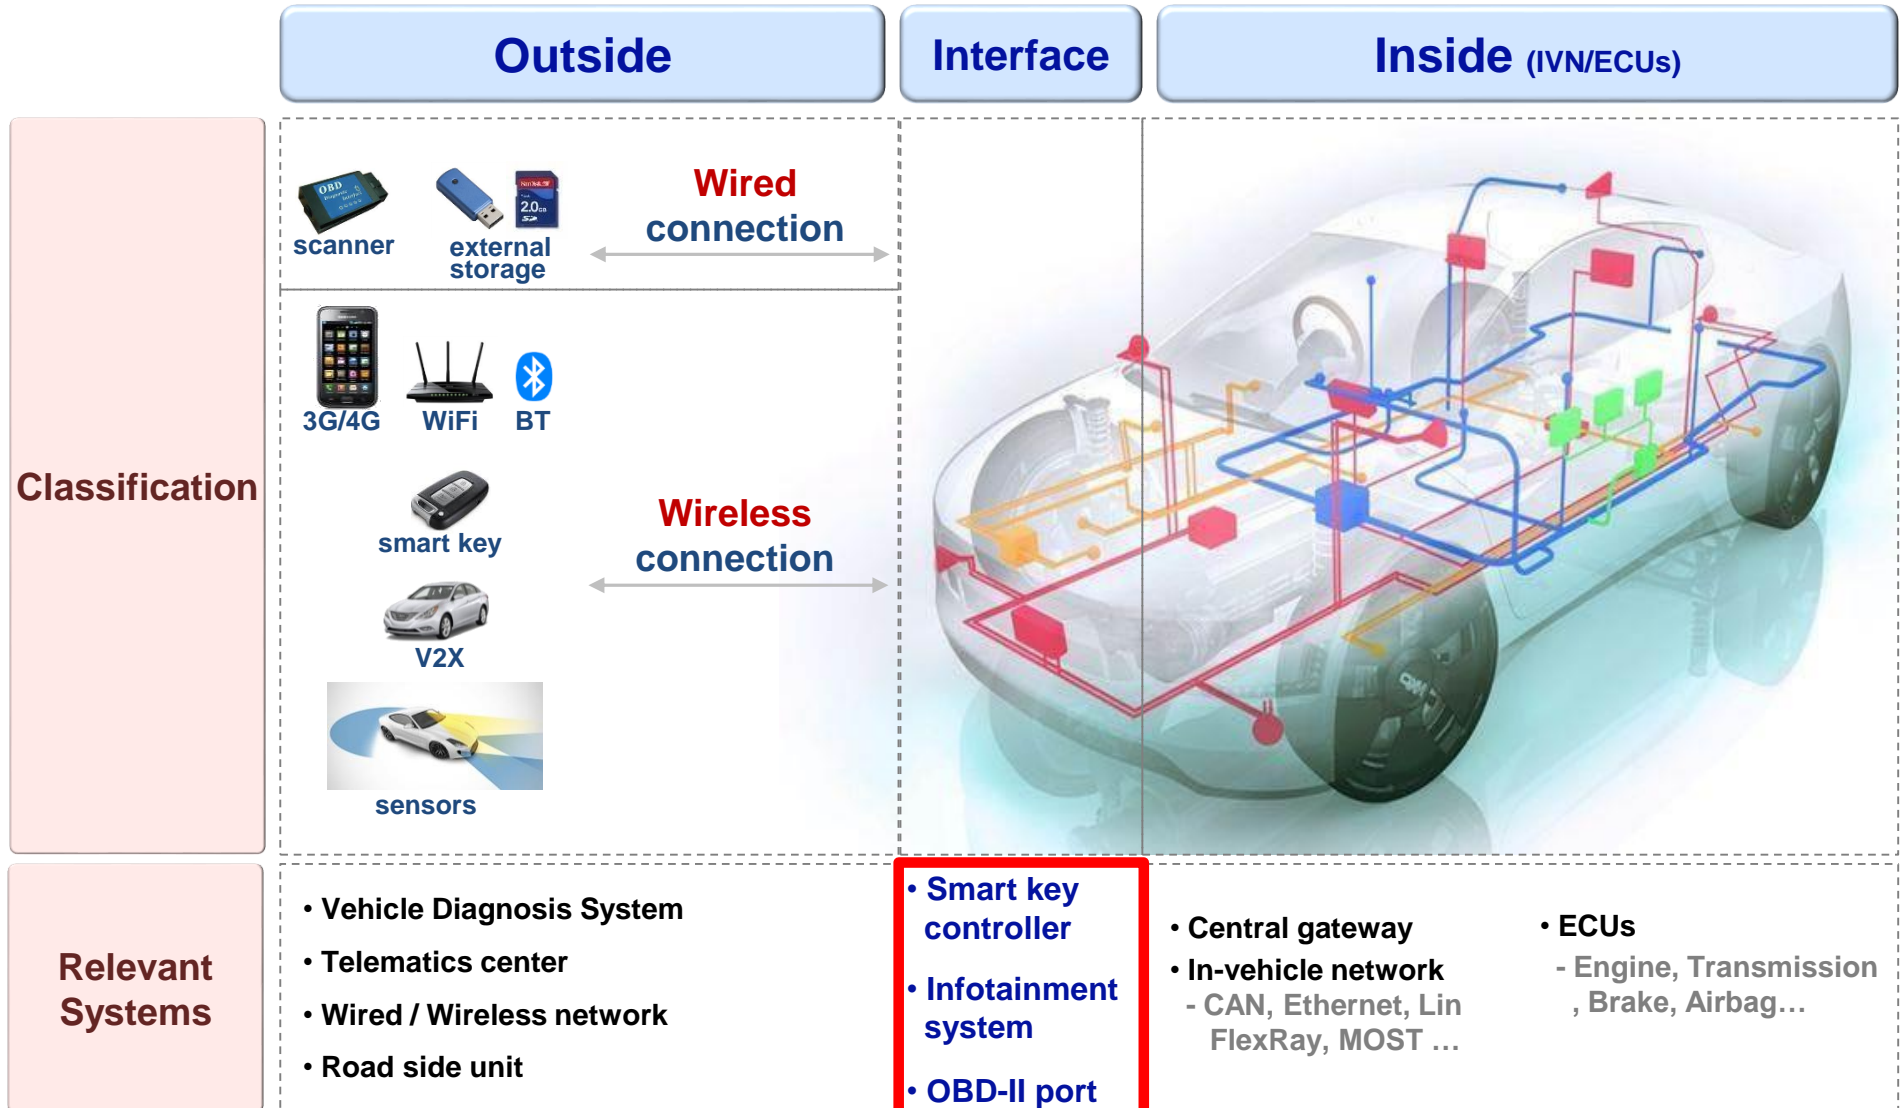 Outside
Interface
Inside (IVN/ECUs)
Classification
OBD
scanner
2.0GB
external
storage
Wired
connection
3G/4G
WiFi
BT
smart key
V2X
sensors
Wireless
connection
Relevant
Systems
• Vehicle Diagnosis System
• Telematics center
• Wired / Wireless network
• Road side unit
• Smart key
controller
• Infotainment
system
• OBD-II port
• Central gateway
• In-vehicle network
- CAN, Ethernet, Lin
FlexRay, MOST ...
• ECUs
- Engine, Transmission
, Brake, Airbag...